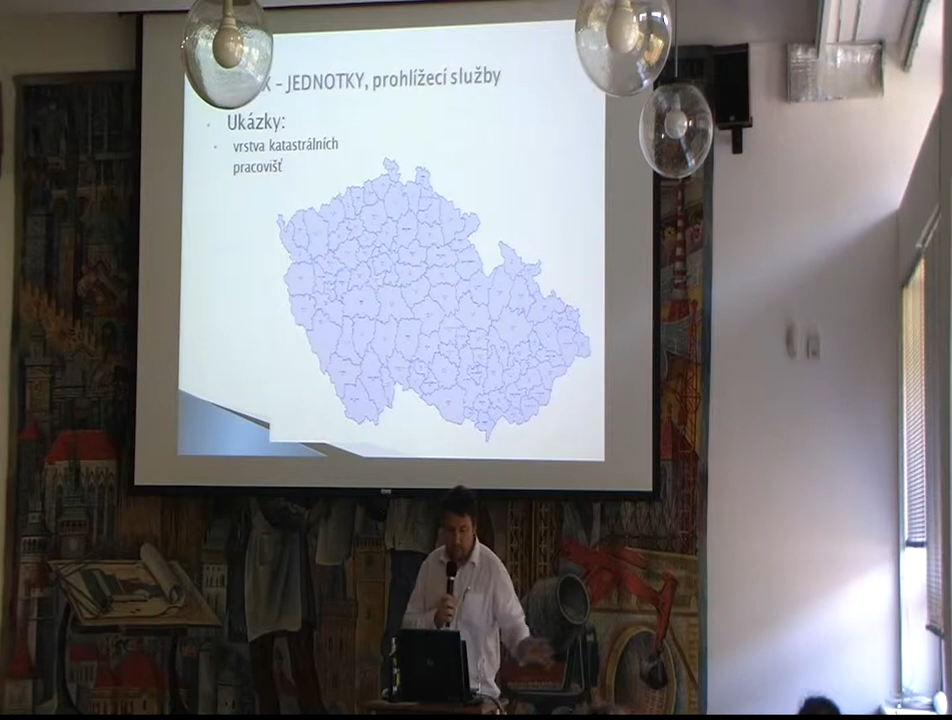 – JEDNOTKY, prohlížecí služby
Ukázky:
vrstva katastrálních
pracovišť